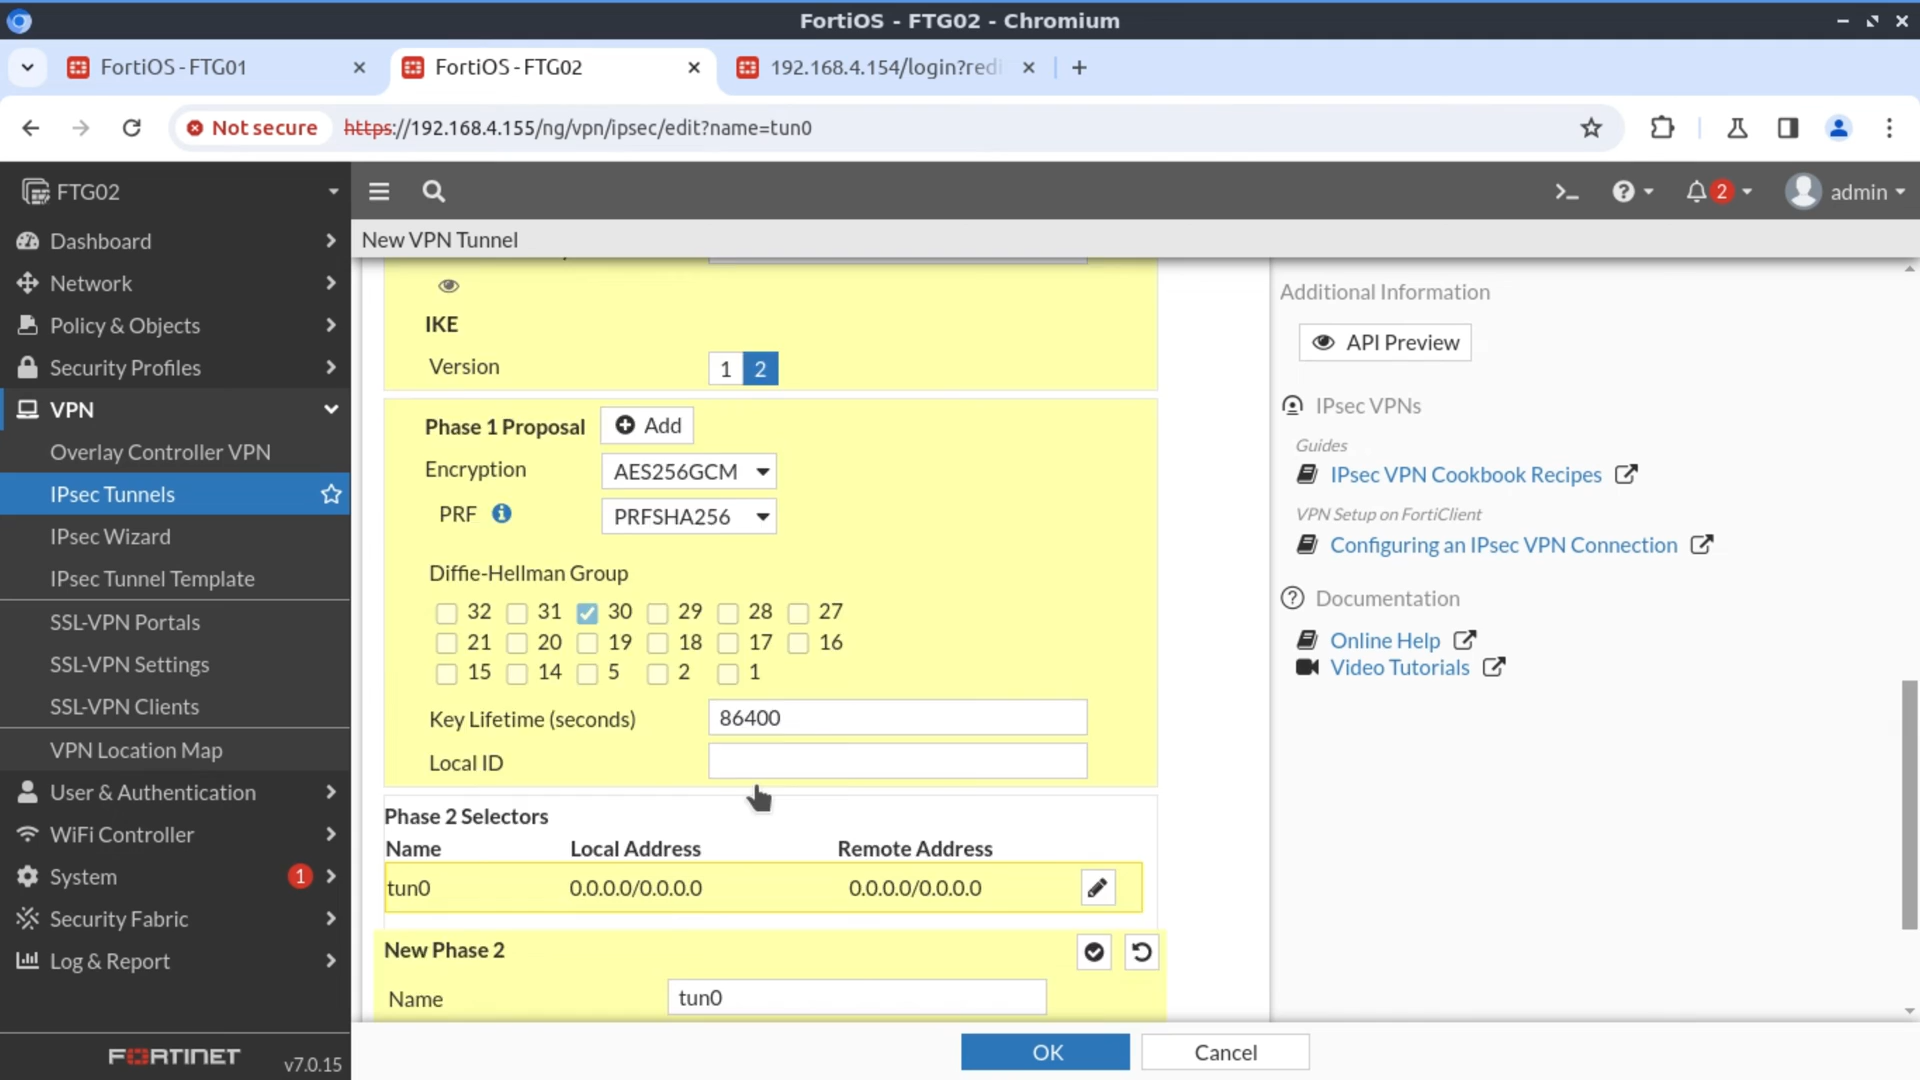 FortiOS - FTG02 - Chromium
FortiOS - FTG01
FortiOS - FTG02
192.168.4.154/login?redi
Not secure
https://192.168.4.155/ng/vpn/ipsec/edit?name=tun0
FTG02
2
admin
Dashboard
Network
Policy & Objects
Security Profiles
VPN
Overlay Controller VPN
IPsec Tunnels
IPsec Wizard
IPsec Tunnel Template
SSL-VPN Portals
SSL-VPN Settings
SSL-VPN Clients
VPN Location Map
User & Authentication
WiFi Controller
System 1
Security Fabric
Log & Report
FORTINET v7.0.15
New VPN Tunnel
IKE
Version 1 2
Phase 1 Proposal Add
Encryption AES256GCM
PRF PRFSHA256
Diffie-Hellman Group
32 31 30 29 28 27
21 20 19 18 17 16
15 14 5 2 1
Key Lifetime (seconds) 86400
Local ID
Phase 2 Selectors
Name Local Address Remote Address
tun0 0.0.0.0/0.0.0.0 0.0.0.0/0.0.0.0
New Phase 2
Name tun0
OK Cancel
Additional Information
API Preview
IPsec VPNs
Guides
IPsec VPN Cookbook Recipes
VPN Setup on FortiClient
Configuring an IPsec VPN Connection
Documentation
Online Help
Video Tutorials